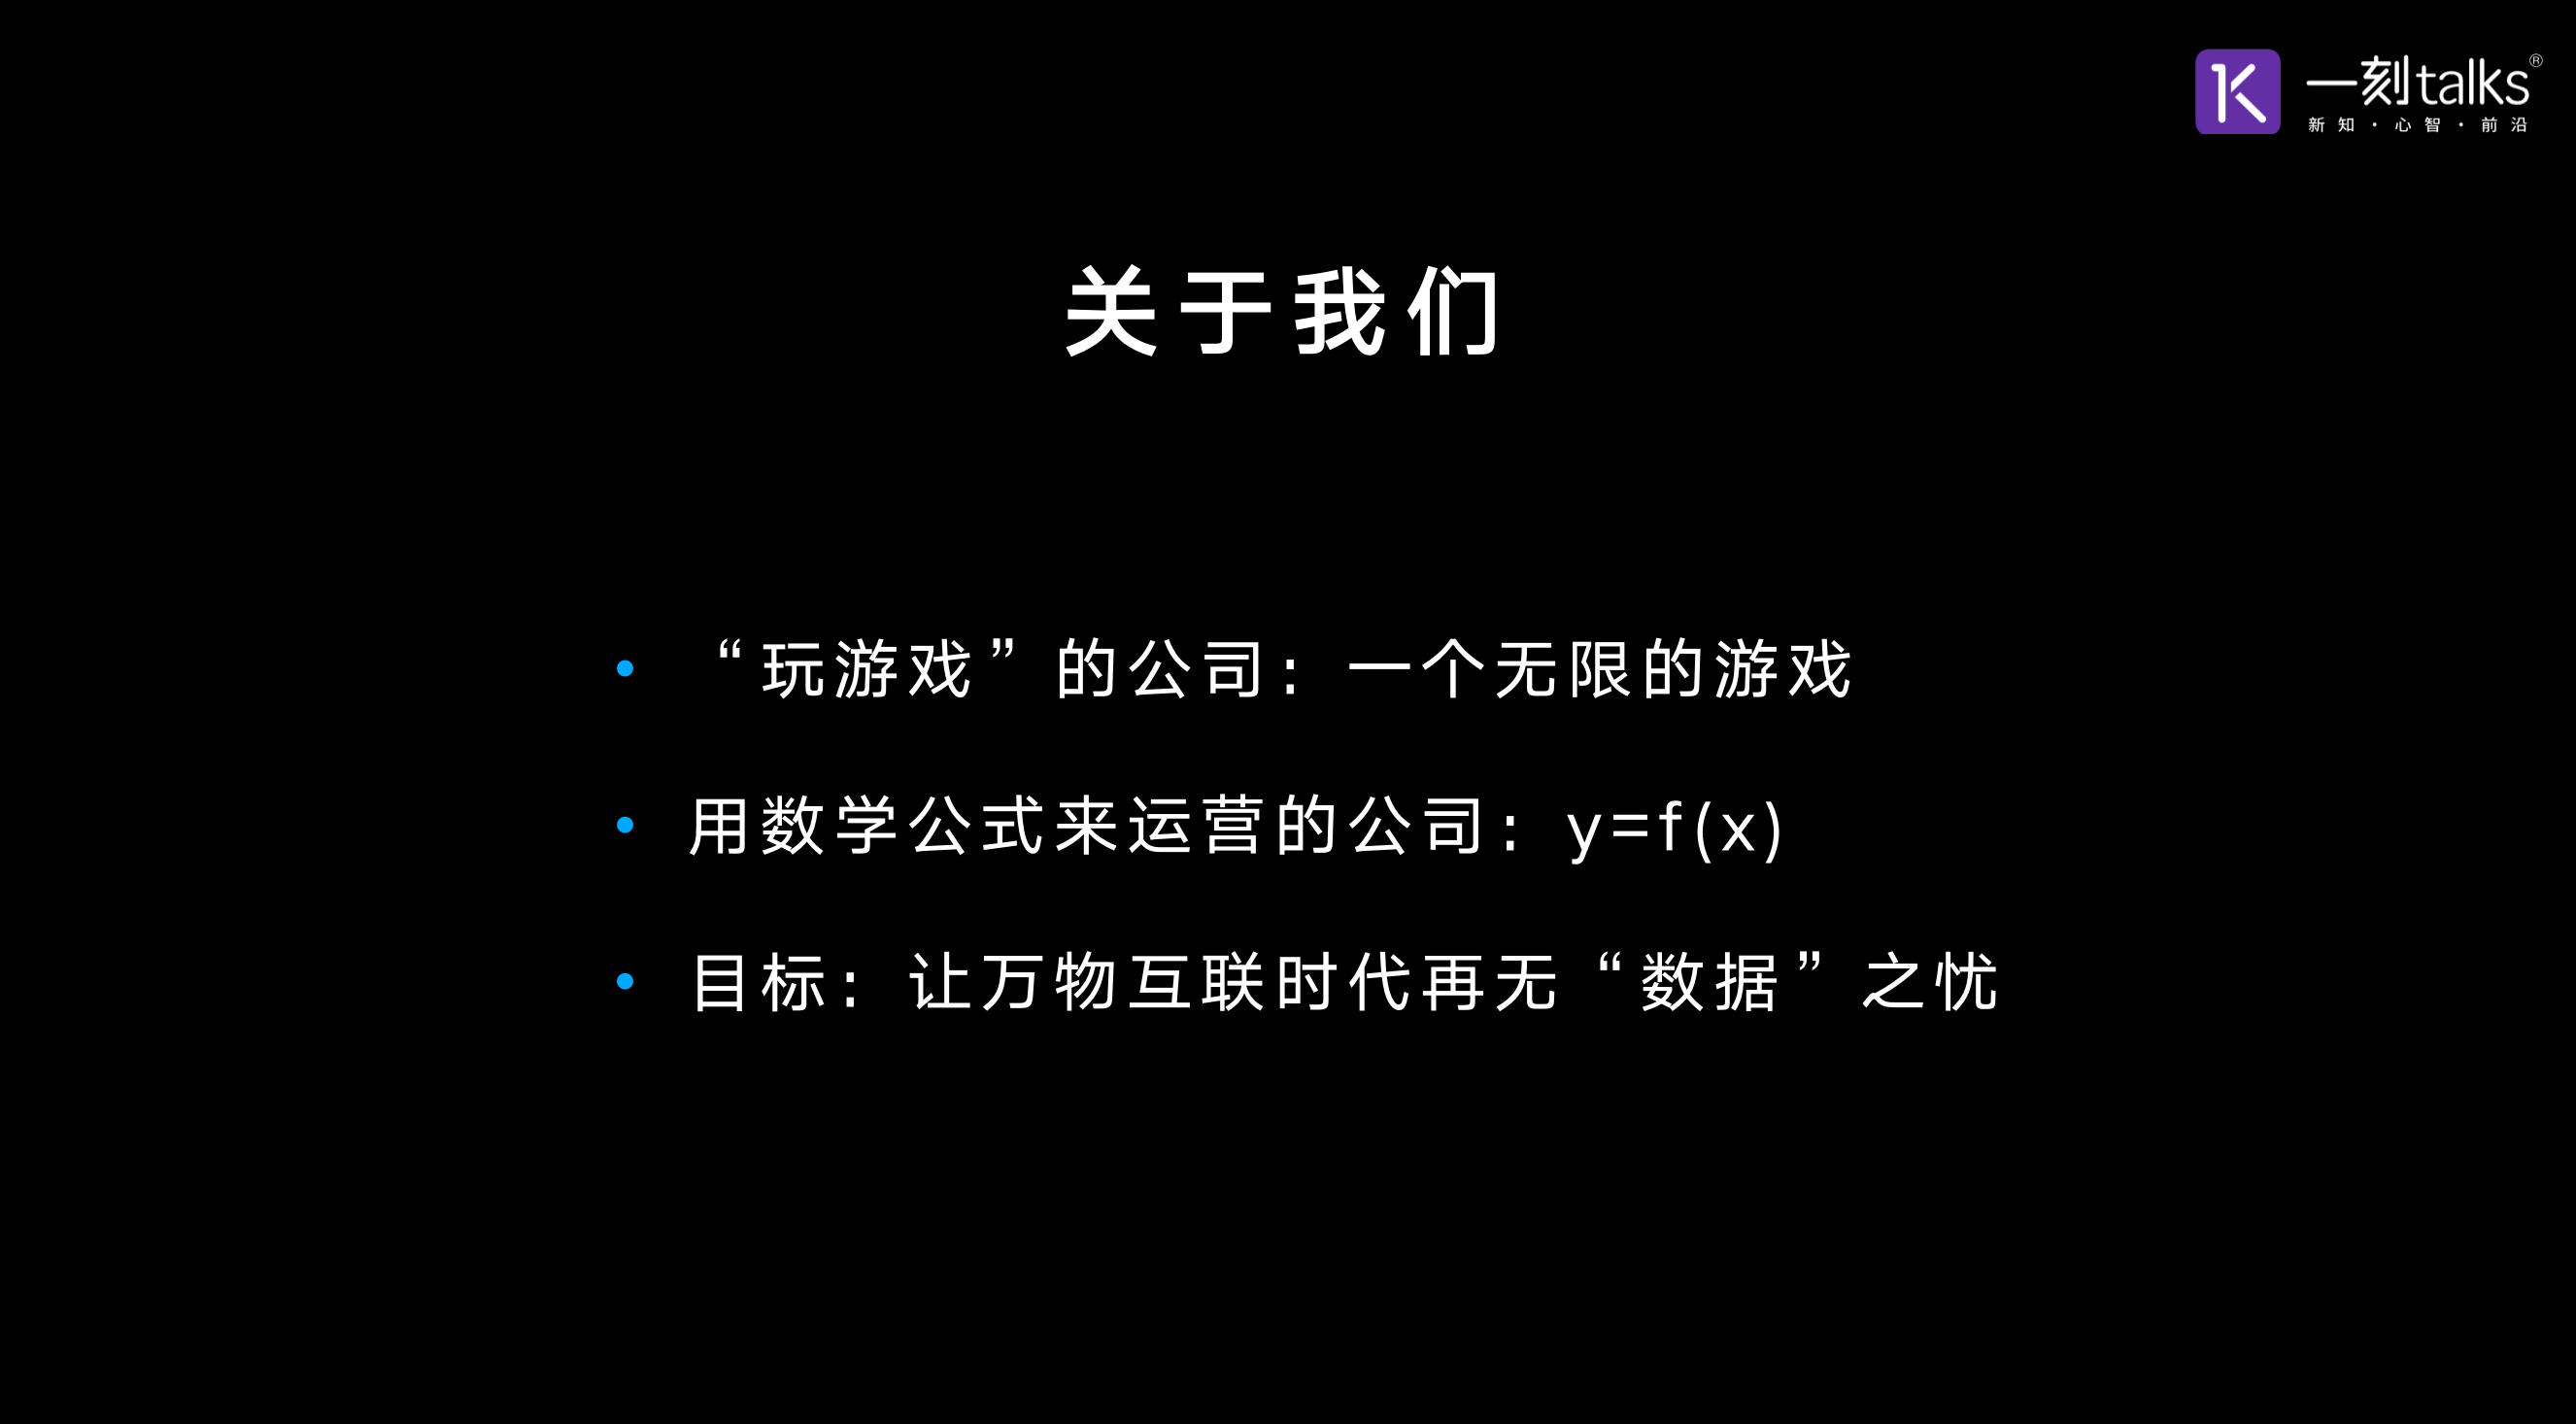 一刻talks®
新知·心智·前沿
关于我们
• “玩游戏”的公司：一个无限的游戏
• 用数学公式来运营的公司：y=f(x)
• 目标：让万物互联时代再无“数据”之忧